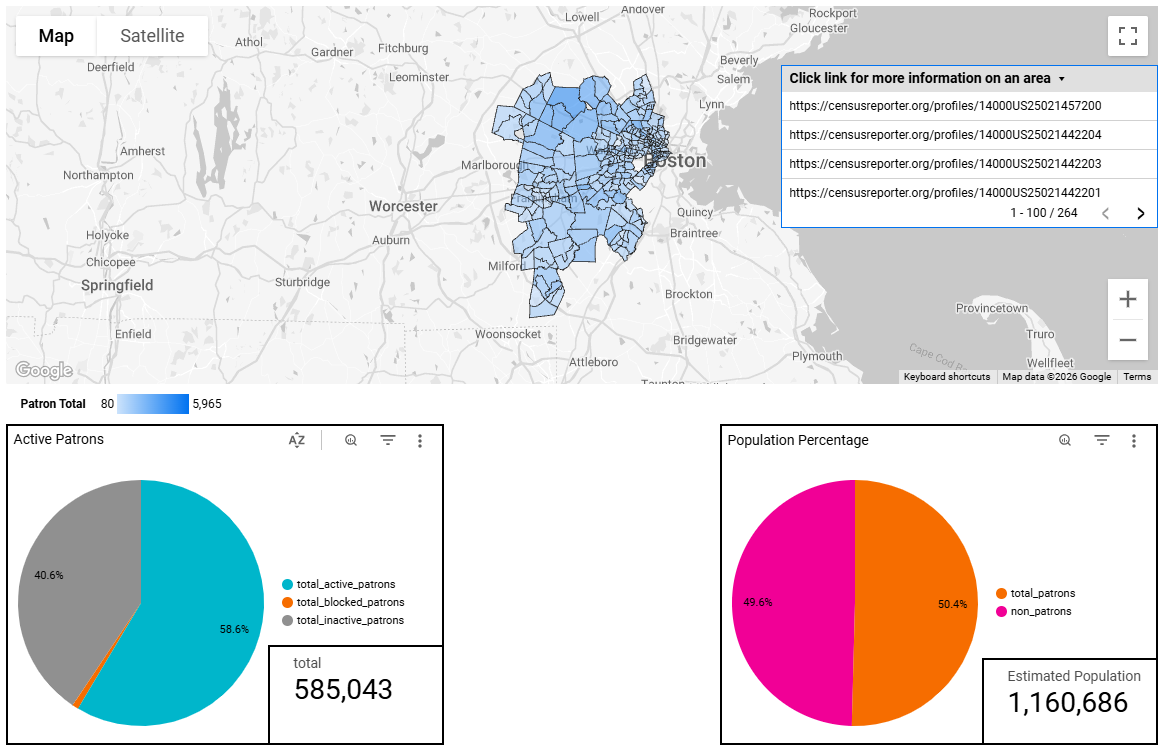 Map
Satellite
Lowell
Andover
Rockport
Gloucester
Athol
Gardner
Fitchburg
Deerfield
Leominster
Beverly
Salem
Lynn
Click link for more information on an area
https://censusreporter.org/profiles/14000US25021457200
https://censusreporter.org/profiles/14000US25021442204
https://censusreporter.org/profiles/14000US25021442203
https://censusreporter.org/profiles/14000US25021442201
1 - 100 / 264
Amherst
Northampton
Marlborough
Boston
Worcester
Quincy
Auburn
Braintree
Holyoke
Chicopee
Springfield
Sturbridge
Milford
Brockton
Enfield
Woonsocket
Bridgewater
Attleboro
Plymouth
Taunton
Provincetown
Truro
Wellfleet
Cape Cod
Google
Keyboard shortcuts
Map data ©2026 Google
Terms
Patron Total
80
5,965
Active Patrons
40.6%
58.6%
total_active_patrons
total_blocked_patrons
total_inactive_patrons
total
585,043
Population Percentage
49.6%
50.4%
total_patrons
non_patrons
Estimated Population
1,160,686